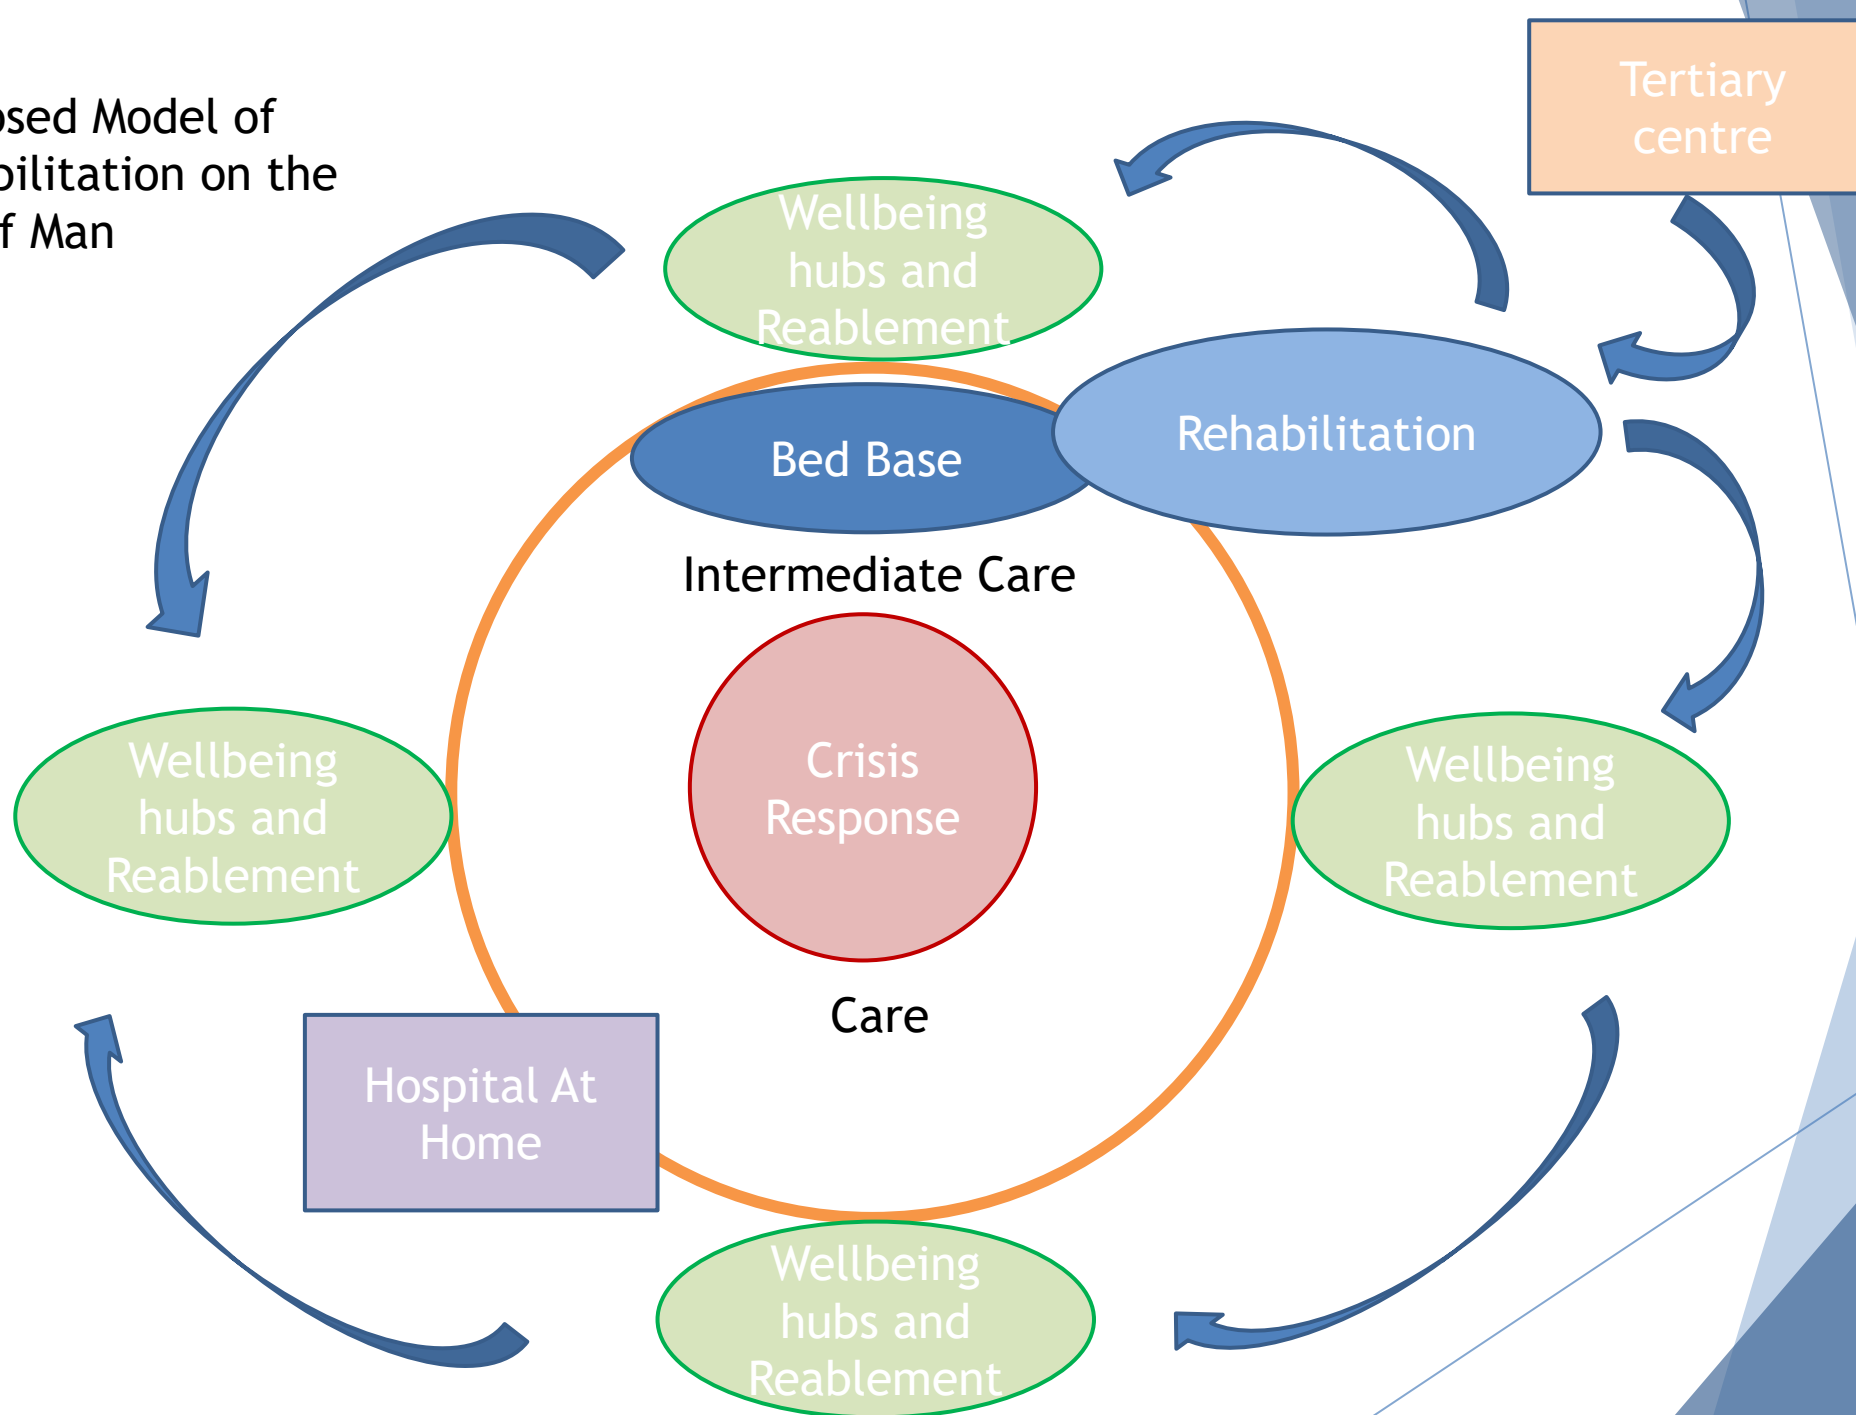 osed Model of
bilitation on the
f Man
Tertiary
centre
Wellbeing
hubs and
Reablement
Bed Base
Rehabilitation
Intermediate Care
Crisis
Response
Wellbeing
hubs and
Reablement
Wellbeing
hubs and
Reablement
Care
Hospital At
Home
Wellbeing
hubs and
Reablement